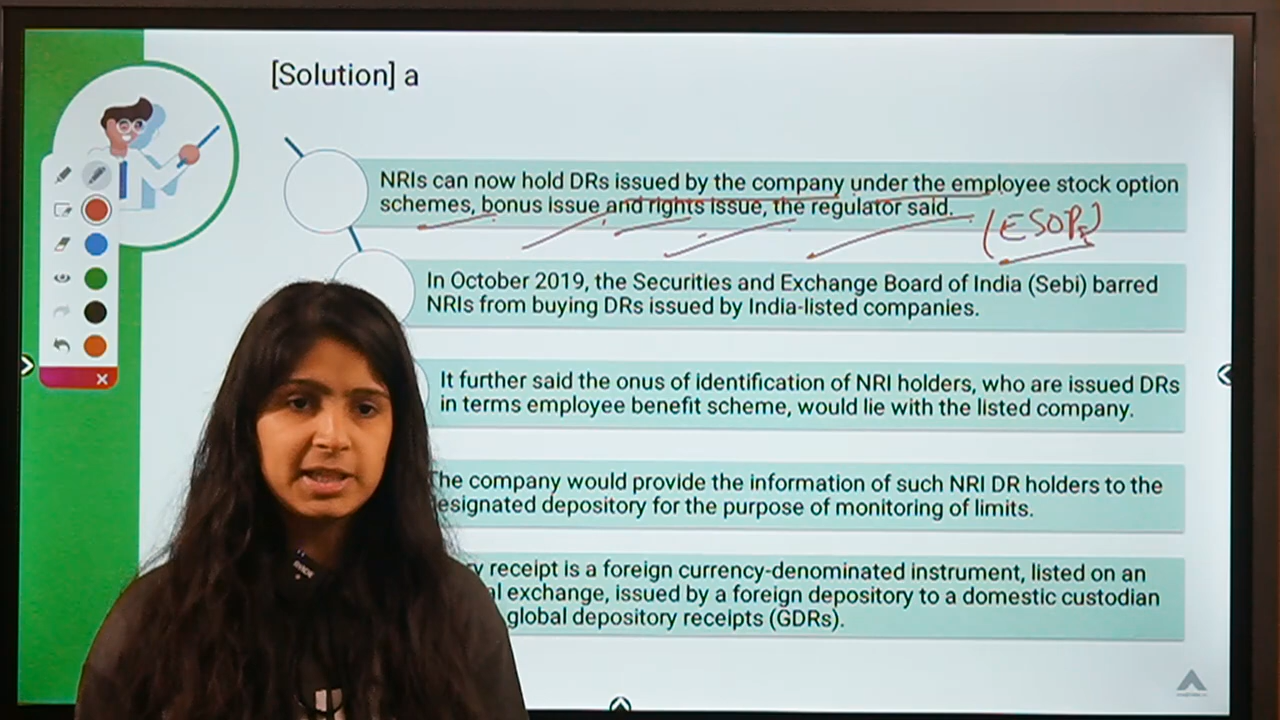 [Solution] a
NRIs can now hold DRs issued by the company under the employee stock option
schemes, bonus issue and rights issue, the regulator said.
(ESOPs)
In October 2019, the Securities and Exchange Board of India (Sebi) barred
NRIs from buying DRs issued by India-listed companies.
It further said the onus of identification of NRI holders, who are issued DRs
in terms employee benefit scheme, would lie with the listed company.
The company would provide the information of such NRI DR holders to the
designated depository for the purpose of monitoring of limits.
receipt is a foreign currency-denominated instrument, listed on an
exchange, issued by a foreign depository to a domestic custodian
global depository receipts (GDRs).